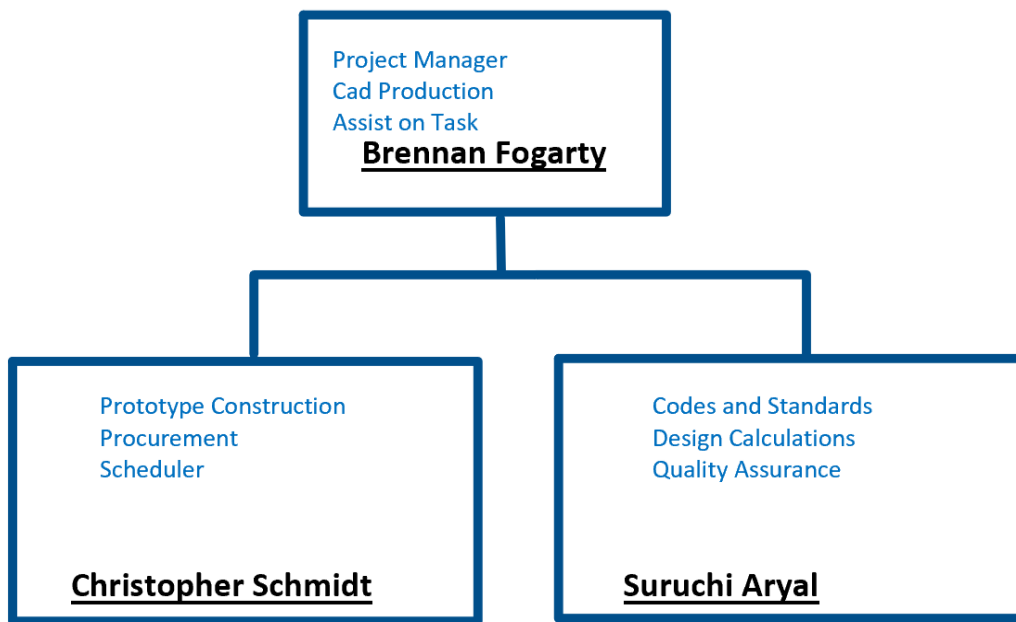 Project Manager
Cad Production
Assist on Task
Brennan Fogarty
Prototype Construction
Procurement
Scheduler
Christopher Schmidt
Codes and Standards
Design Calculations
Quality Assurance
Suruchi Aryal